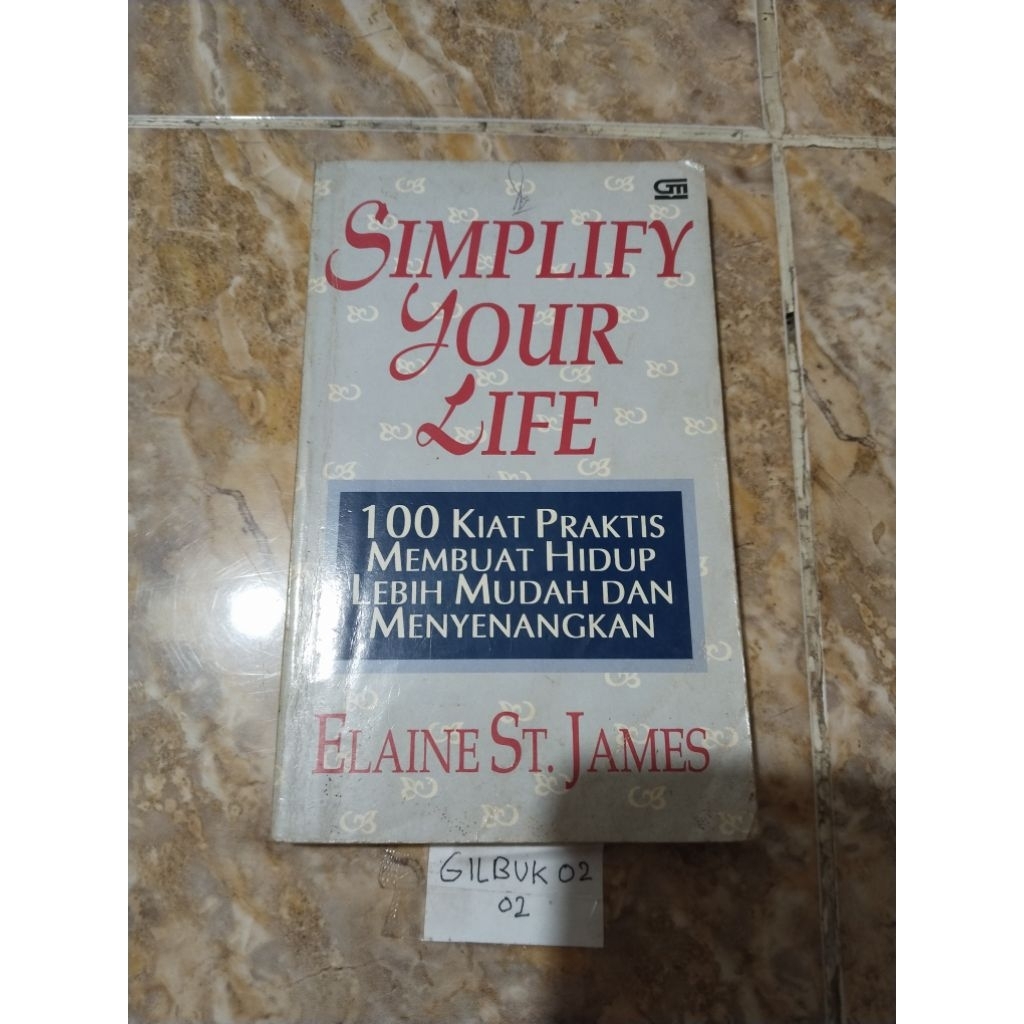 GM
SIMPLIFY
YOUR
LIFE
100 KIAT PRAKTIS
MEMBUAT HIDUP
LEBIH MUDAH DAN
MENYENANGKAN
ELAINE ST. JAMES
GILBUK 02
02